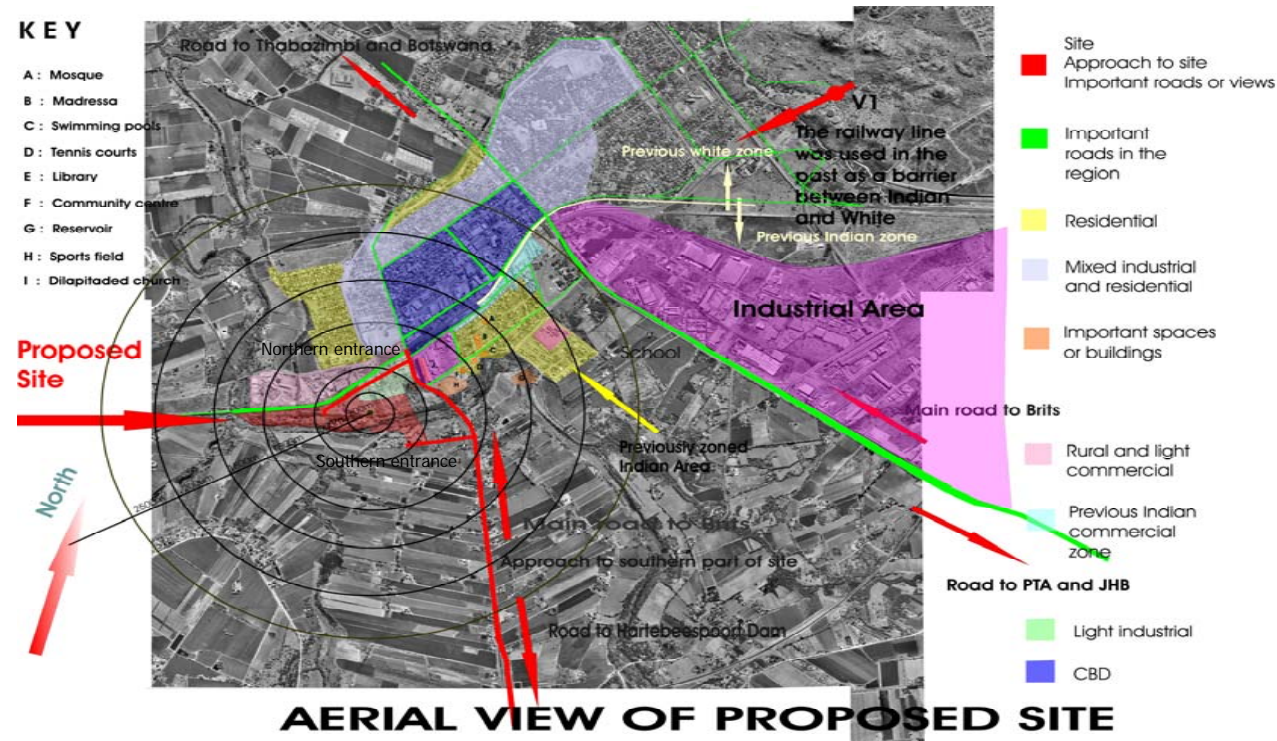 KEY
A : Mosque
B : Madressa
C : Swimming pools
D : Tennis courts
E : Library
F : Community centre
G : Reservoir
H : Sports field
I : Dilapitaded church
Road to Thabazimbi and Botswana
V1
The railway line
was used in the
past as a barrier
between Indian
and White
Previous white zone
Previous Indian zone
Industrial Area
Northern entrance
School
Proposed
Site
Main road to Brits
Southern entrance
Previously zoned
Indian Area
North
Main road to Brits
Approach to southern part of site
Road to PTA and JHB
Road to Hartebeespoort Dam
Site
Approach to site
Important roads or views
Important
roads in the
region
Residential
Mixed industrial
and residential
Important spaces
or buildings
Rural and light
commercial
Previous Indian
commercial
zone
Light industrial
CBD
AERIAL VIEW OF PROPOSED SITE